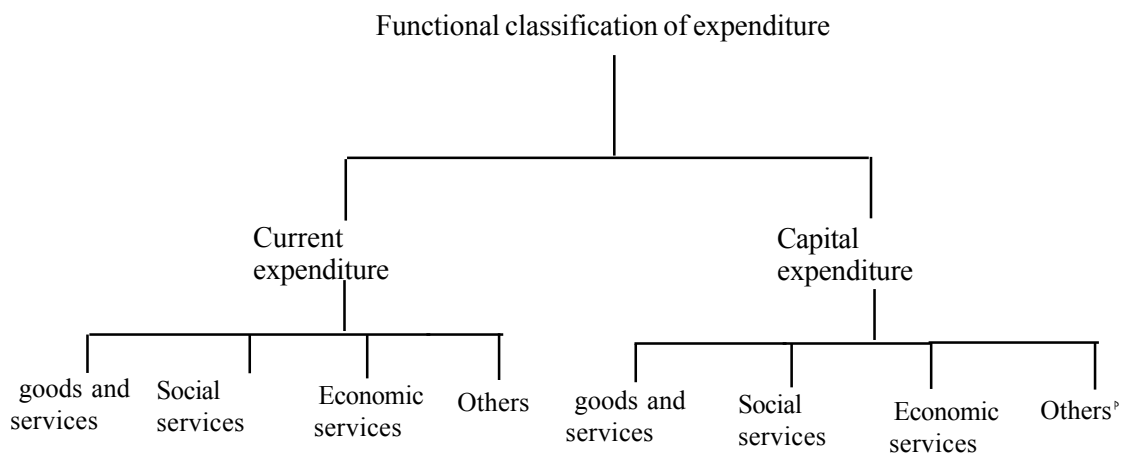 Functional classification of expenditure
Current
expenditure
Capital
expenditure
goods and
services
Social
services
Economic
services
Others
goods and
services
Social
services
Economic
services
Others